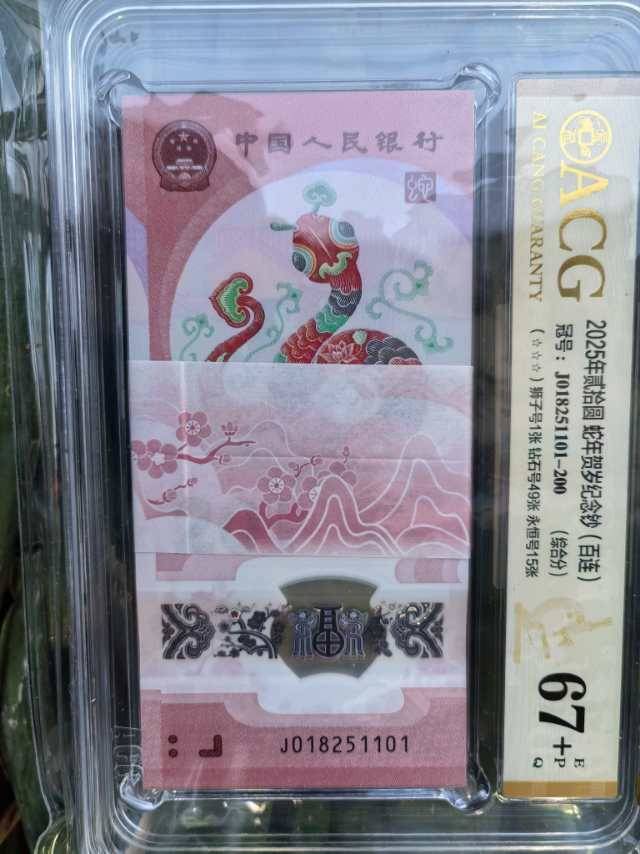 中国人民银行
J018251101
ACG
AI CANG GUARANTY
2025年贰拾圆 蛇年贺岁纪念钞（百连）
冠号：J018251101-200 （综合分）
（☆☆☆）狮子号1张 钻石号49张 永恒号15张
67+
EPQ